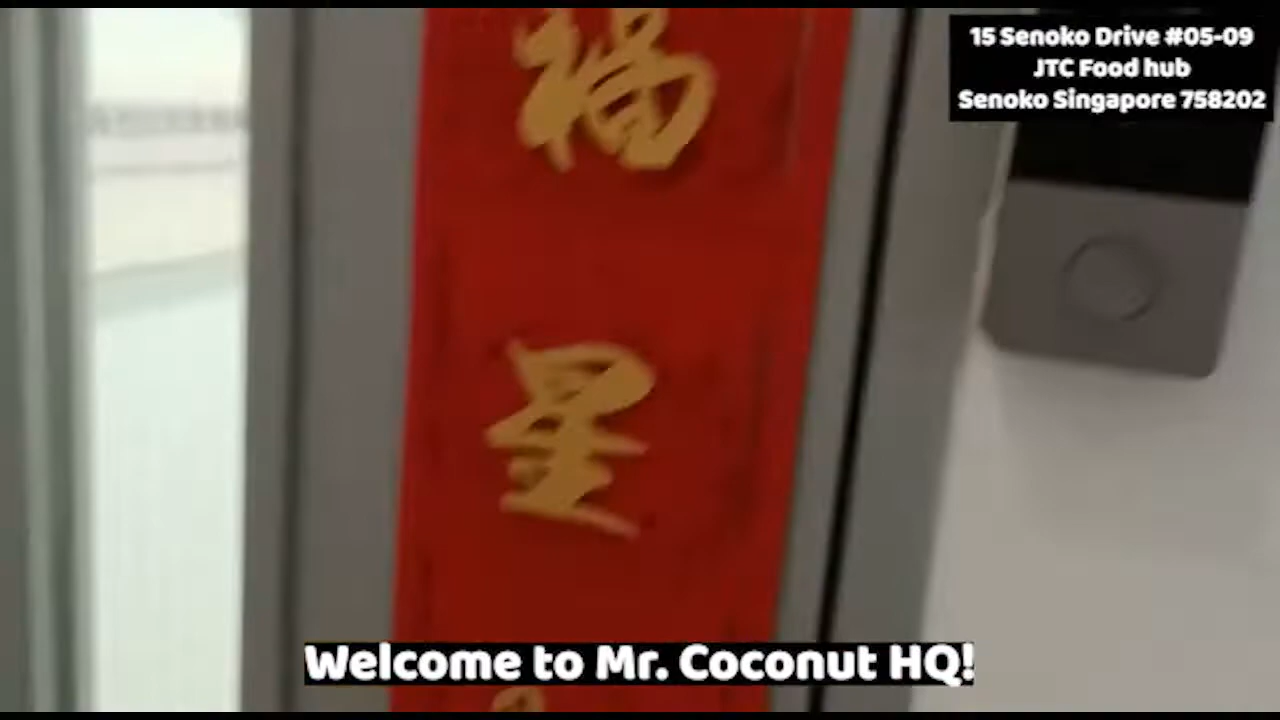 15 Senoko Drive #05-09
JTC Food hub
Senoko Singapore 758202
福
星
Welcome to Mr. Coconut HQ!